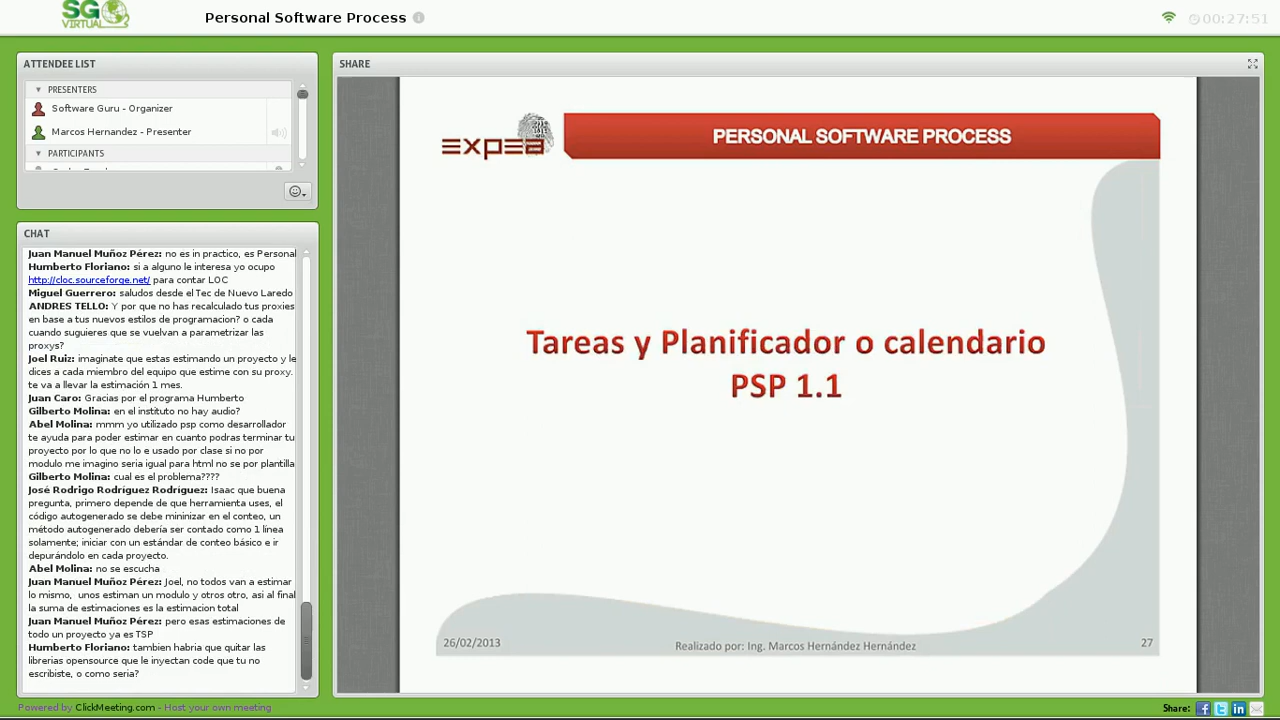 SG
VIRTUAL
Personal Software Process
00:27:51
ATTENDEE LIST
PRESENTERS
Software Guru - Organizer
Marcos Hernandez - Presenter
PARTICIPANTS
CHAT
Juan Manuel Muñoz Pérez: no es in practico, es Personal
Humberto Floriano: si a alguno le interesa yo ocupo
http://cloc.sourceforge.net/ para contar LOC
Miguel Guerrero: saludos desde el Tec de Nuevo Laredo
ANDRES TELLO: Y por que no has recalculado tus proxies
en base a tus nuevos estilos de programacion? o cada
cuando suguieres que se vuelvan a parametrizar las
proxys?
Joel Ruiz: imaginate que estas estimando un proyecto y le
dices a cada miembro del equipo que estime con su proxy.
te va a llevar la estimación 1 mes.
Juan Caro: Gracias por el programa Humberto
Gilberto Molina: en el instituto no hay audio?
Abel Molina: mmm yo utilizado psp como desarrollador
te ayuda para poder estimar en cuanto podras terminar tu
proyecto por lo que no lo e usado por clase si no por
modulo me imagino seria igual para html no se por plantilla
Gilberto Molina: cual es el problema????
José Rodrigo Rodríguez Rodríguez: Isaac que buena
pregunta, primero depende de que herramienta uses, el
código autogenerado se debe mininizar en el conteo, un
método autogenerado debería ser contado como 1 línea
solamente; iniciar con un estándar de conteo básico e ir
depurándolo en cada proyecto.
Abel Molina: no se escucha
Juan Manuel Muñoz Pérez: Joel, no todos van a estimar
lo mismo, unos estiman un modulo y otros otro, asi al final
la suma de estimaciones es la estimacion total
Juan Manuel Muñoz Pérez: pero esas estimaciones de
todo un proyecto ya es TSP
Humberto Floriano: tambien habria que quitar las
librerias opensource que le inyectan code que tu no
escribiste, o como seria?
SHARE
expea
PERSONAL SOFTWARE PROCESS
Tareas y Planificador o calendario
PSP 1.1
26/02/2013
Realizado por: Ing. Marcos Hernández Hernández
27
Powered by ClickMeeting.com - Host your own meeting
Share: